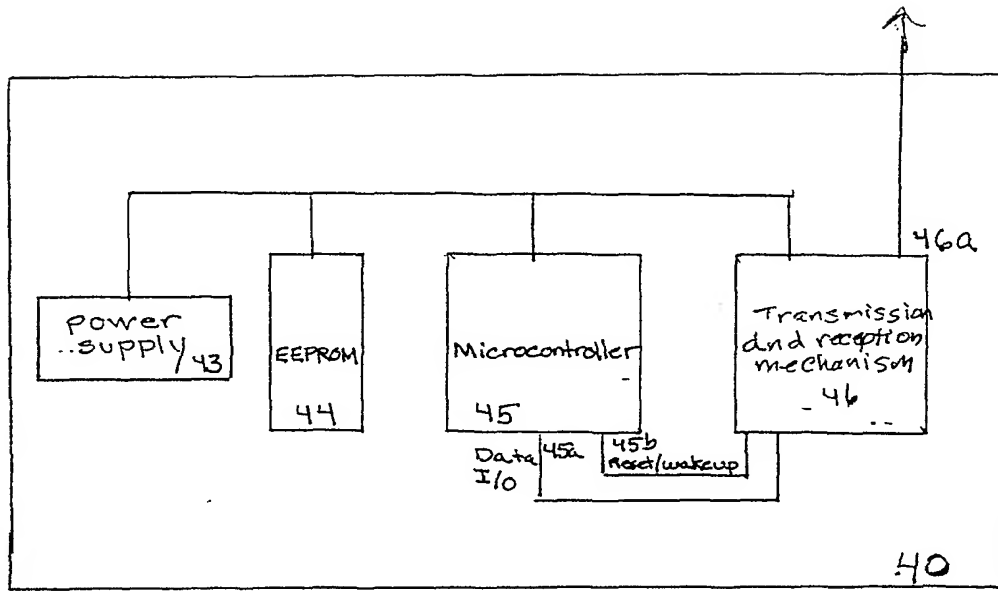 46a
power
supply 43
EEPROM
44
Microcontroller
45
Transmission
and reception
mechanism
46
Data
I/O
45a
45b
Reset/wakeup
40